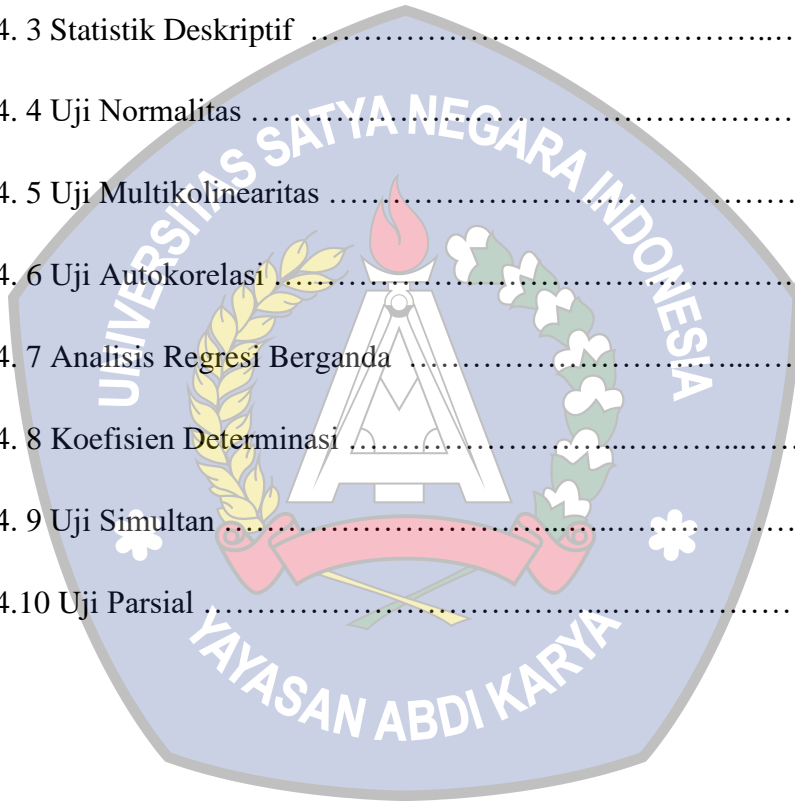 4. 3 Statistik Deskriptif ………………………………………..…
4. 4 Uji Normalitas ……………………………………………………
4. 5 Uji Multikolinearitas ……………………………………………
4. 6 Uji Autokorelasi …………………………………………………..
4. 7 Analisis Regresi Berganda ………………………………...……
4. 8 Koefisien Determinasi …………………………..…………...……
4. 9 Uji Simultan ……………………………………...………………
4.10 Uji Parsial ………………………………………..………………
UNIVERSITAS SATYA NEGARA INDONESIA
YAYASAN ABDI KARYA